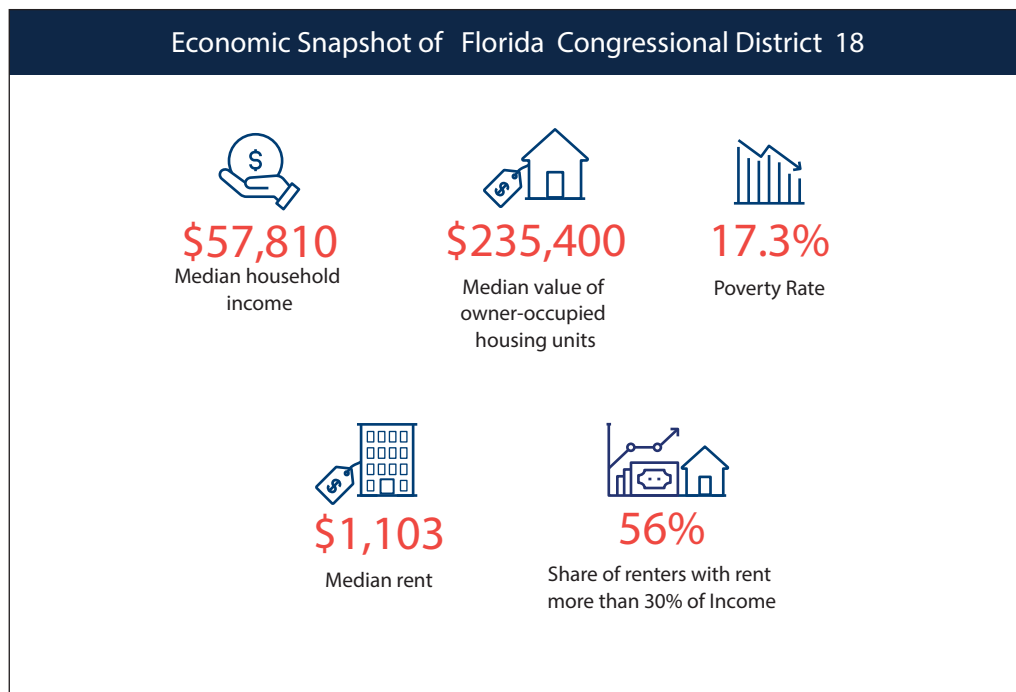 Economic Snapshot of Florida Congressional District 18
$
$
$57,810
Median household
income
$235,400
Median value of
owner-occupied
housing units
17.3%
Poverty Rate
$
$1,103
Median rent
56%
Share of renters with rent
more than 30% of Income